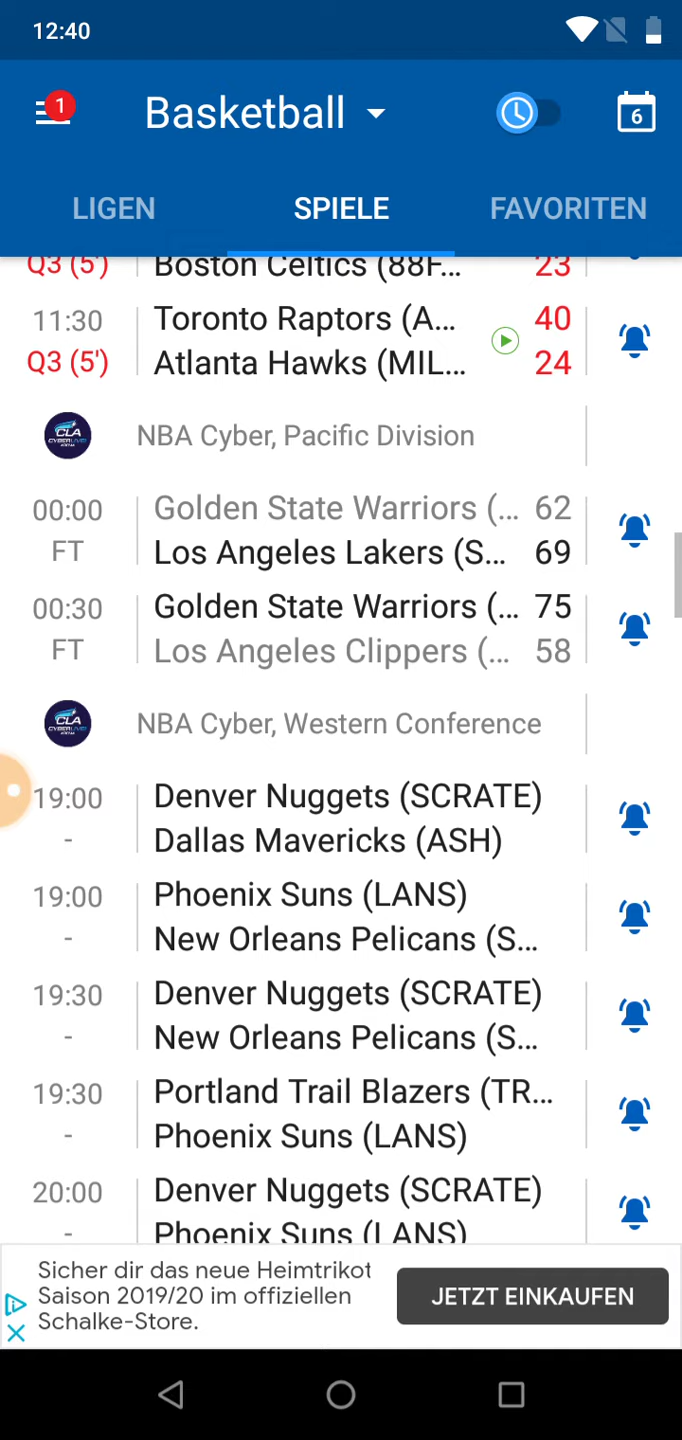 12:40
1
Basketball
6
LIGEN
SPIELE
FAVORITEN
Q3 (5') Boston Celtics (88F... 23
11:30 Toronto Raptors (A... 40
Q3 (5') Atlanta Hawks (MIL... 24
CLA NBA Cyber, Pacific Division
00:00 Golden State Warriors (... 62
FT Los Angeles Lakers (S... 69
00:30 Golden State Warriors (... 75
FT Los Angeles Clippers (... 58
CLA NBA Cyber, Western Conference
19:00 Denver Nuggets (SCRATE)
- Dallas Mavericks (ASH)
19:00 Phoenix Suns (LANS)
- New Orleans Pelicans (S...
19:30 Denver Nuggets (SCRATE)
- New Orleans Pelicans (S...
19:30 Portland Trail Blazers (TR...
- Phoenix Suns (LANS)
20:00 Denver Nuggets (SCRATE)
- Phoenix Suns (LANS)
Sicher dir das neue Heimtrikot
Saison 2019/20 im offiziellen
Schalke-Store.
JETZT EINKAUFEN